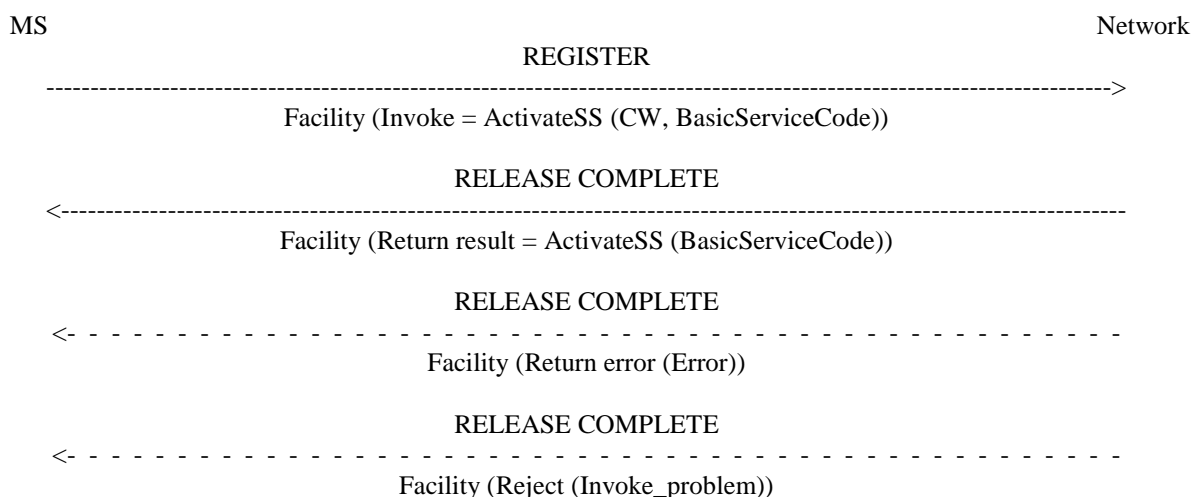 MS Network
REGISTER
------------------------------------------------------------------------------------------------------------------------>
Facility (Invoke = ActivateSS (CW, BasicServiceCode))
RELEASE COMPLETE
<------------------------------------------------------------------------------------------------------------------------
Facility (Return result = ActivateSS (BasicServiceCode))
RELEASE COMPLETE
<- - - - - - - - - - - - - - - - - - - - - - - - - - - - - - - - - - - - - - - - - - - - - - - -
Facility (Return error (Error))
RELEASE COMPLETE
<- - - - - - - - - - - - - - - - - - - - - - - - - - - - - - - - - - - - - - - - - - - - - - - -
Facility (Reject (Invoke_problem))